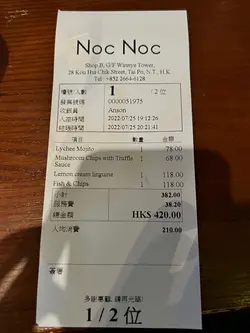 Noc Noc
Shop B, G/F Winnye Tower,
28 Kou Hui Chik Street, Tai Po, N.T., H.K.
Tel: +852 2664-6128
檯號/人數 1 / 2 位
發票號碼 0000031975
收銀員 Anson
入座時間 2022/07/25 19:12:26
結賬時間 2022/07/25 20:21:41
項目 數量 金額
Lychee Mojito 1 78.00
Mushroom Chips with Truffle 1 68.00
Sauce
Lemon cream linguine 1 118.00
Fish & Chips 1 118.00
小計 382.00
服務費 38.20
總金額 HK$ 420.00
人均消費 210.00
簽署
多謝惠顧, 請再光臨!
1 / 2 位